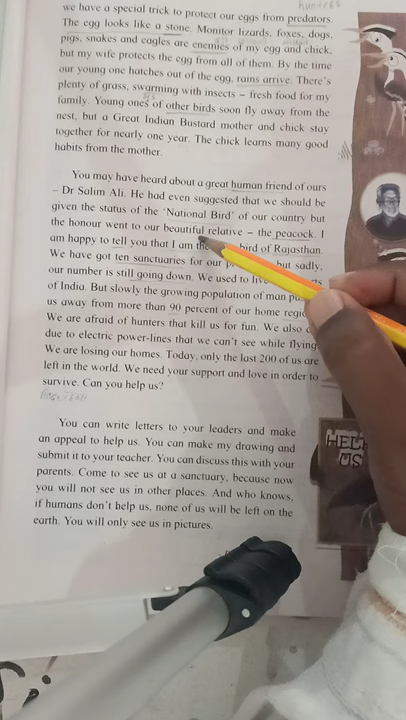 hunters
we have a special trick to protect our eggs from predators.
The egg looks like a stone. Monitor lizards, foxes, dogs,
pigs, snakes and eagles are enemies of my egg and chick,
but my wife protects the egg from all of them. By the time
our young one hatches out of the egg, rains arrive. There's
plenty of grass, swarming with insects – fresh food for my
family. Young ones of other birds soon fly away from the
nest, but a Great Indian Bustard mother and chick stay
together for nearly one year. The chick learns many good
habits from the mother.
You may have heard about a great human friend of ours
– Dr Salim Ali. He had even suggested that we should be
given the status of the 'National Bird' of our country but
the honour went to our beautiful relative – the peacock. I
am happy to tell you that I am the bird of Rajasthan.
We have got ten sanctuaries for our but sadly,
our number is still going down. We used to
of India. But slowly the growing population of man
us away from more than 90 percent of our home
We are afraid of hunters that kill us for fun. We also
due to electric power-lines that we can't see while flying.
We are losing our homes. Today, only the last 200 of us are
left in the world. We need your support and love in order to
survive. Can you help us?
You can write letters to your leaders and make
an appeal to help us. You can make my drawing and
submit it to your teacher. You can discuss this with your
parents. Come to see us at a sanctuary, because now
you will not see us in other places. And who knows,
if humans don't help us, none of us will be left on the
earth. You will only see us in pictures.
HELP
US